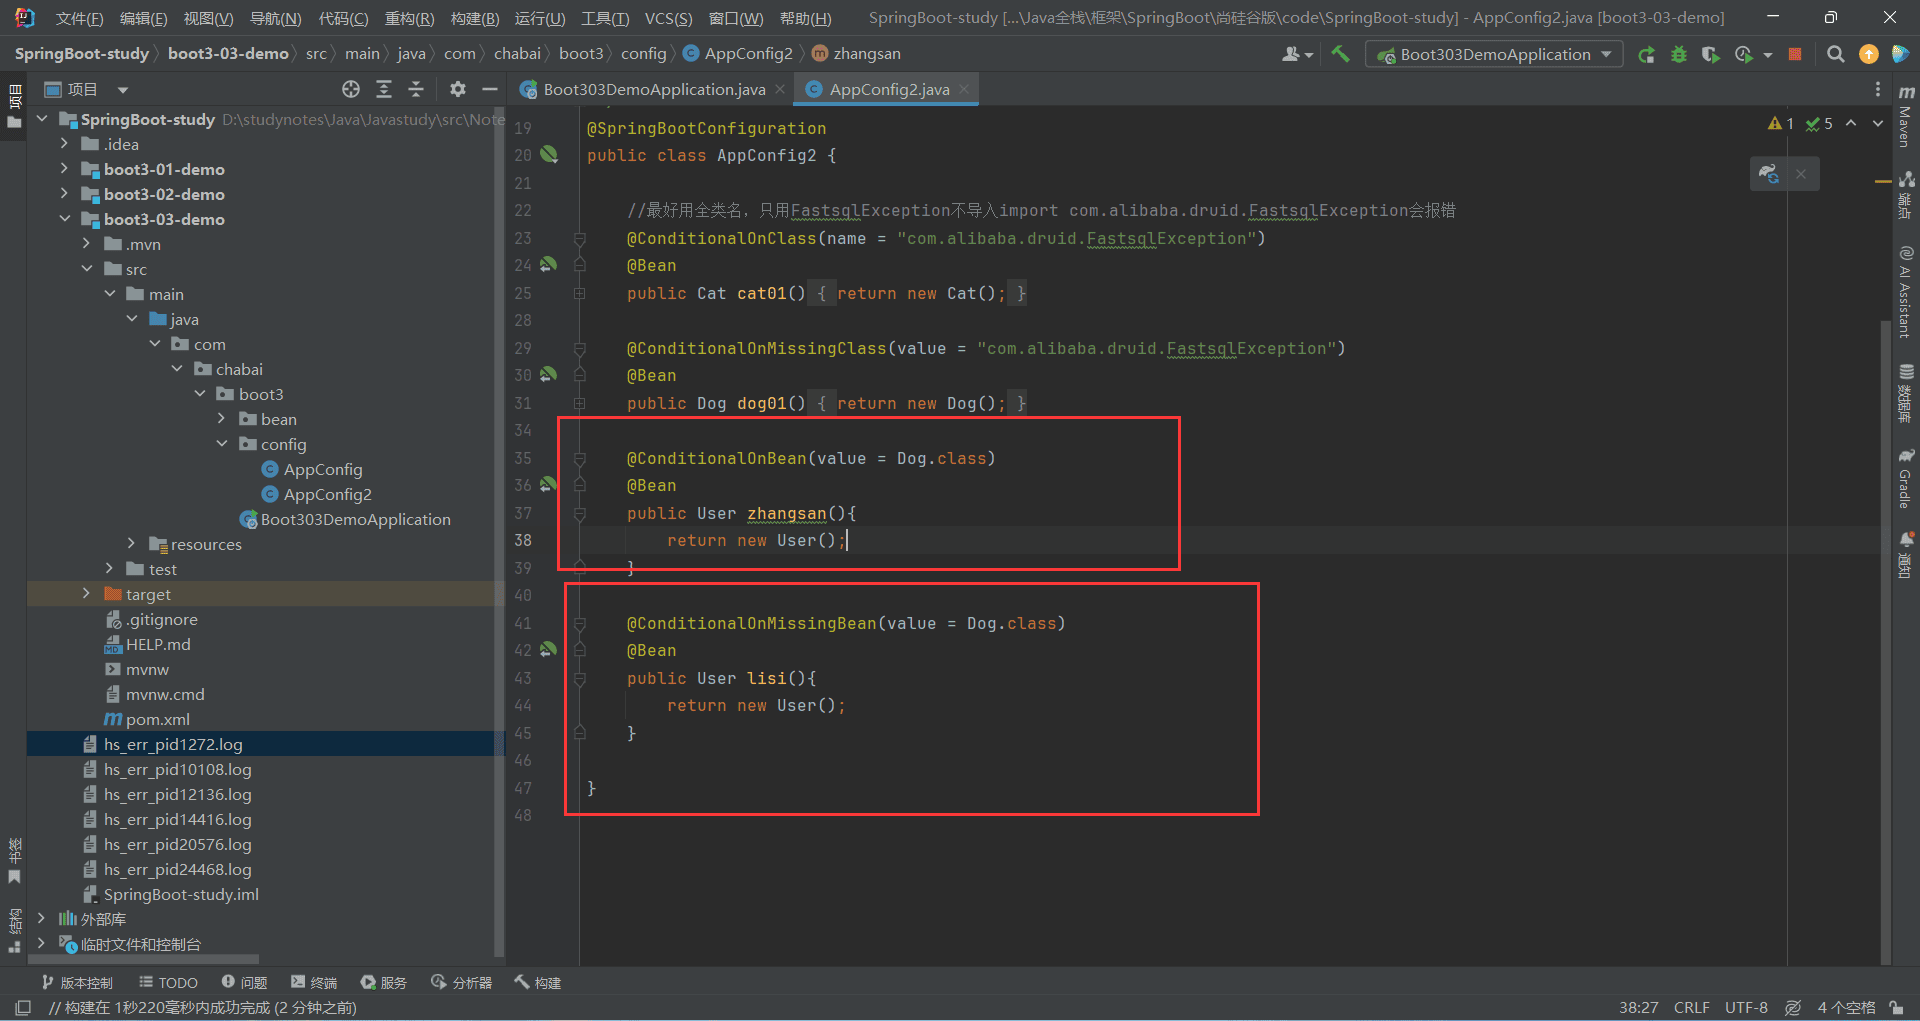 文件(F) 编辑(E) 视图(V) 导航(N) 代码(C) 重构(R) 构建(B) 运行(U) 工具(T) VCS(S) 窗口(W) 帮助(H) SpringBoot-study [...\Java全栈\框架\SpringBoot\尚硅谷版\code\SpringBoot-study] - AppConfig2.java [boot3-03-demo]
SpringBoot-study boot3-03-demo src main java com chabai boot3 config AppConfig2 zhangsan Boot303DemoApplication
项目
项目
Boot303DemoApplication.java AppConfig2.java
SpringBoot-study D:\studynotes\Java\Javastudy\src\Note
.idea
boot3-01-demo
boot3-02-demo
boot3-03-demo
.mvn
src
main
java
com
chabai
boot3
bean
config
AppConfig
AppConfig2
Boot303DemoApplication
resources
test
target
.gitignore
HELP.md
mvnw
mvnw.cmd
pom.xml
hs_err_pid1272.log
hs_err_pid10108.log
hs_err_pid12136.log
hs_err_pid14416.log
hs_err_pid20576.log
hs_err_pid24468.log
SpringBoot-study.iml
外部库
临时文件和控制台
书签
结构
1 5
19 @SpringBootConfiguration
20 public class AppConfig2 {
21
22 //最好用全类名，只用FastsqlException不导入import com.alibaba.druid.FastsqlException会报错
23 @ConditionalOnClass(name = "com.alibaba.druid.FastsqlException")
24 @Bean
25 public Cat cat01() { return new Cat(); }
28
29 @ConditionalOnMissingClass(value = "com.alibaba.druid.FastsqlException")
30 @Bean
31 public Dog dog01() { return new Dog(); }
34
35 @ConditionalOnBean(value = Dog.class)
36 @Bean
37 public User zhangsan(){
38 return new User();
39 }
40
41 @ConditionalOnMissingBean(value = Dog.class)
42 @Bean
43 public User lisi(){
44 return new User();
45 }
46
47 }
48
Maven
端点
AI Assistant
数据库
Gradle
通知
版本控制 TODO 问题 终端 服务 分析器 构建
// 构建在 1秒220毫秒内成功完成 (2 分钟之前) 38:27 CRLF UTF-8 4 个空格